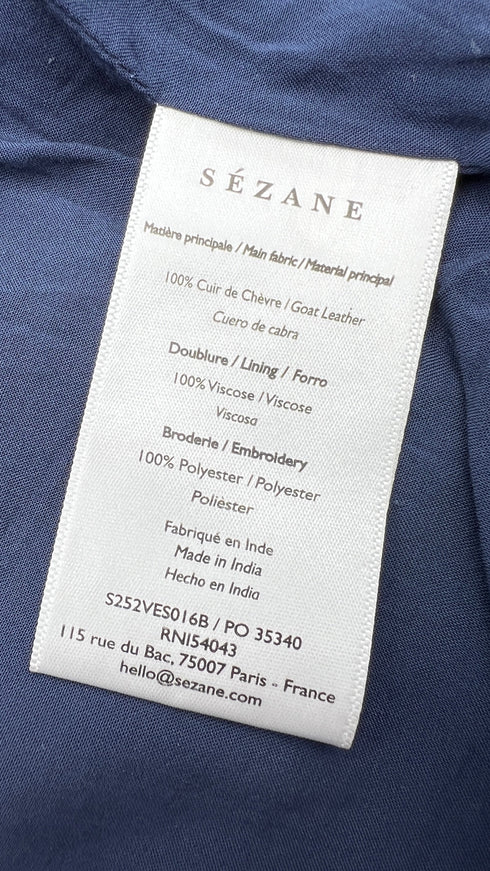 SÉZANE
Matière principale / Main fabric / Material principal
100% Cuir de Chèvre / Goat Leather
Cuero de cabra
Doublure / Lining / Forro
100% Viscose / Viscose
Viscosa
Broderie / Embroidery
100% Polyester / Polyester
Poliéster
Fabriqué en Inde
Made in India
Hecho en India
S252VES016B / PO 35340
RN154043
115 rue du Bac, 75007 Paris - France
hello@sezane.com